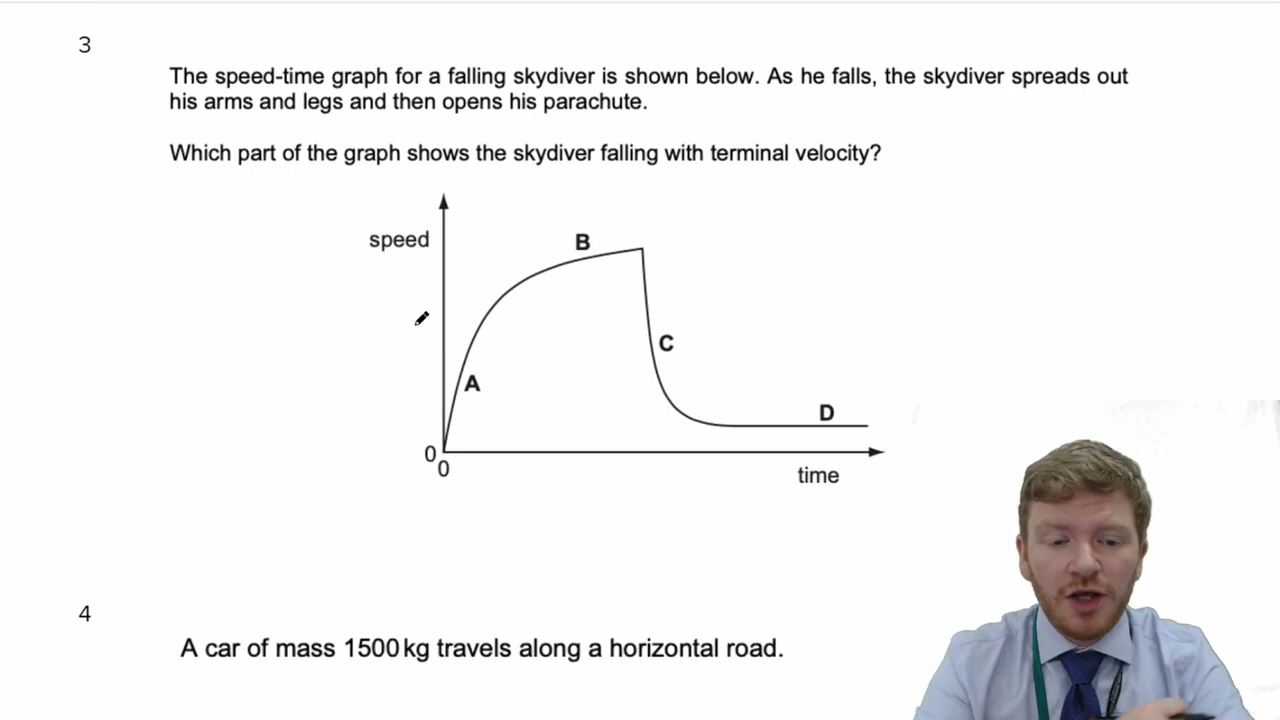 3
The speed-time graph for a falling skydiver is shown below. As he falls, the skydiver spreads out
his arms and legs and then opens his parachute.
Which part of the graph shows the skydiver falling with terminal velocity?
speed
B
C
A
D
0
0
time
4
A car of mass 1500 kg travels along a horizontal road.